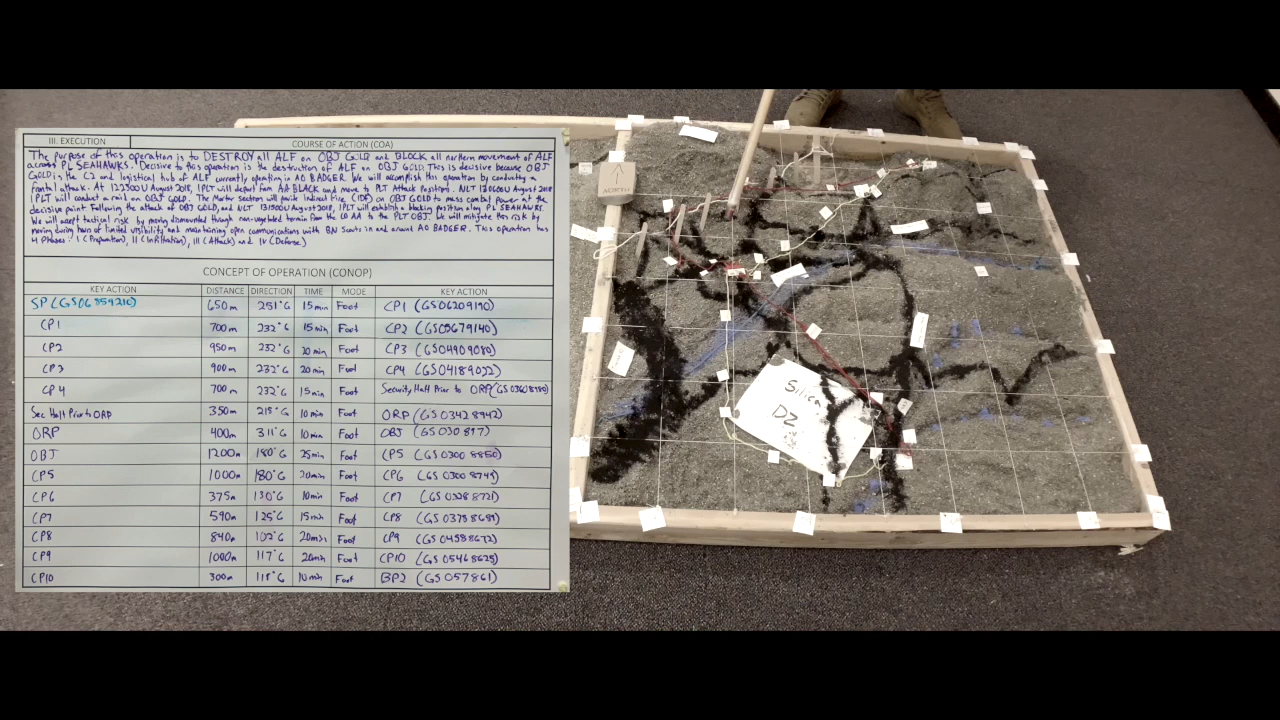 III. EXECUTION
COURSE OF ACTION (COA)
The purpose of this operation is to DESTROY all ALF on OBJ GOLD and BLOCK all northern movement of ALF
across PL SEAHAWKS. Decisive to this operation is the destruction of ALF on OBJ GOLD. This is decisive because OBJ
GOLD is the C2 and logistical hub of ALF currently operating in AO BADGER. We will accomplish this operation by conducting a
frontal attack. At 122300U August 2018, 1PLT will depart from AA BLACK and move to PLT Attack Position. NLT 130600U August 2018
1PLT will conduct a raid on OBJ GOLD. The Mortar Section will provide Indirect Fire (IDF) on OBJ GOLD to mass combat power at the
decisive point. Following the attack of OBJ GOLD, and NLT 131500U August 2018, 1PLT will establish a blocking position along PL SEAHAWKS.
We will accept tactical risk by moving dismounted through non-vegetated terrain from the CO AA to the PLT OBJ. We will mitigate this risk by
moving during hours of limited visibility and maintaining open communications with BN Scouts in and around AO BADGER. This operation has
4 Phases: I (Preparation), II (Infiltration), III (Attack) and IV (Defense)
CONCEPT OF OPERATION (CONOP)
KEY ACTION DISTANCE DIRECTION TIME MODE KEY ACTION
SP (GS06859210) 650m 251°G 15min Foot CP1 (GS06209190)
CP1 700m 232°G 15min Foot CP2 (GS05679140)
CP2 950m 232°G 20min Foot CP3 (GS04909080)
CP3 900m 232°G 20min Foot CP4 (GS04189022)
CP4 700m 232°G 15min Foot Security Halt Prior to ORP (GS03608980)
Sec Halt Prior to ORP 350m 215°G 10min Foot ORP (GS03428942)
ORP 400m 311°G 10min Foot OBJ (GS030897)
OBJ 1200m 180°G 25min Foot CP5 (GS0300 8850)
CP5 1000m 180°G 20min Foot CP6 (GS0300 8749)
CP6 375m 130°G 10min Foot CP7 (GS0328 8721)
CP7 590m 125°G 15min Foot CP8 (GS0378 8689)
CP8 840m 102°G 20min Foot CP9 (GS04588672)
CP9 1000m 117°G 20min Foot CP10 (GS05468625)
CP10 300m 118°G 10min Foot BP2 (GS057861)
NORTH
Silica
DZ